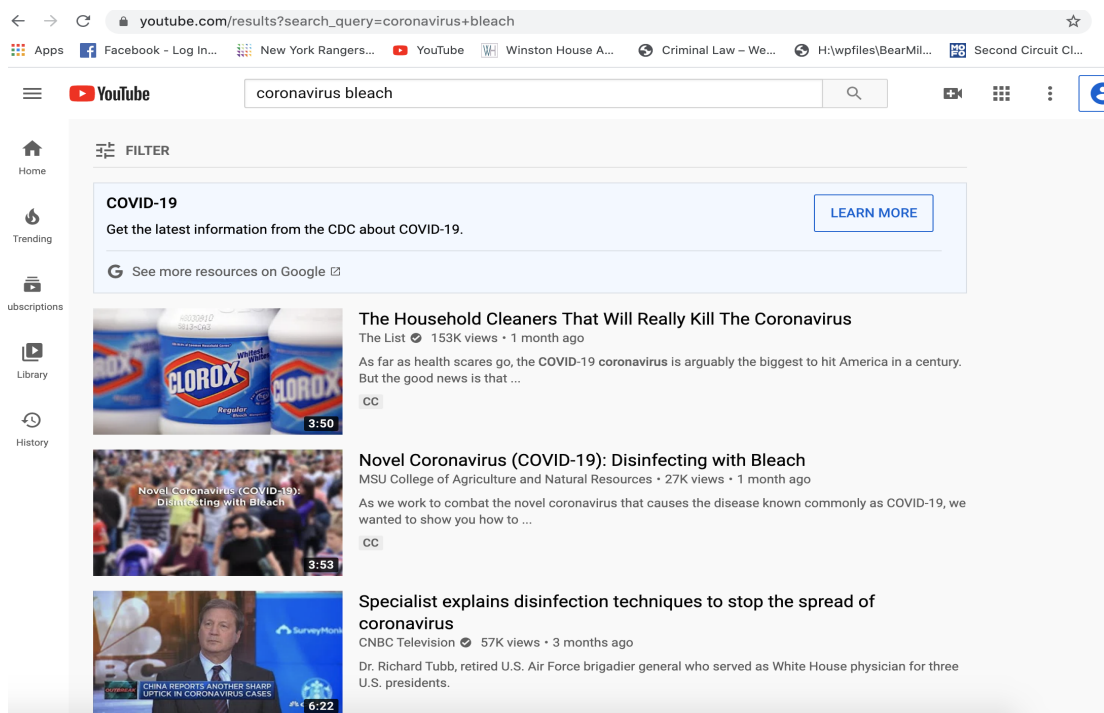 youtube.com/results?search_query=coronavirus+bleach
Apps Facebook - Log In... New York Rangers... YouTube Winston House A... Criminal Law – We... H:\wpfiles\BearMil... Second Circuit Cl...
YouTube
coronavirus bleach
FILTER
Home
Trending
ubscriptions
Library
History
COVID-19
Get the latest information from the CDC about COVID-19.
LEARN MORE
See more resources on Google
CLOROX
Regular
CLOROX
3:50
The Household Cleaners That Will Really Kill The Coronavirus
The List 153K views • 1 month ago
As far as health scares go, the COVID-19 coronavirus is arguably the biggest to hit America in a century.
But the good news is that ...
CC
Novel Coronavirus (COVID-19):
Disinfecting with Bleach
3:53
Novel Coronavirus (COVID-19): Disinfecting with Bleach
MSU College of Agriculture and Natural Resources • 27K views • 1 month ago
As we work to combat the novel coronavirus that causes the disease known commonly as COVID-19, we
wanted to show you how to ...
CC
SurveyMonk
BC
OUTBREAK
CHINA REPORTS ANOTHER SHARP
UPTICK IN CORONAVIRUS CASES
6:22
Specialist explains disinfection techniques to stop the spread of
coronavirus
CNBC Television 57K views • 3 months ago
Dr. Richard Tubb, retired U.S. Air Force brigadier general who served as White House physician for three
U.S. presidents.